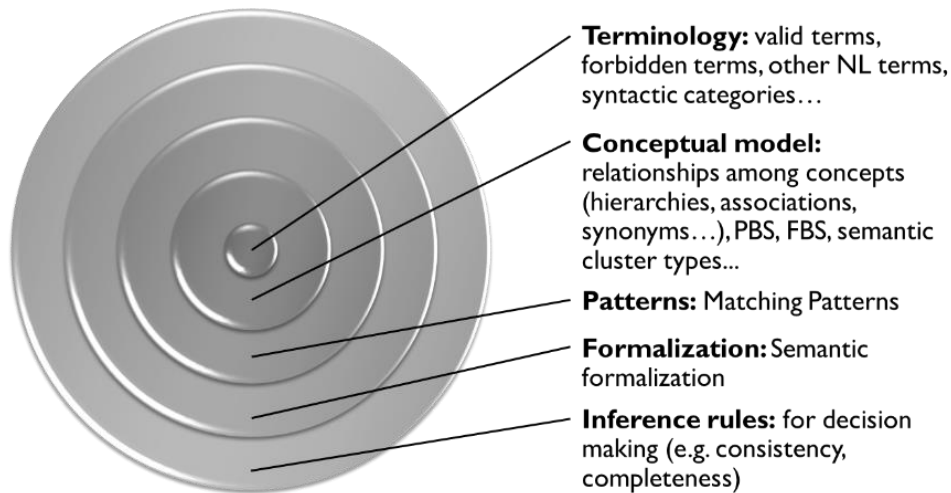 Terminology: valid terms,
forbidden terms, other NL terms,
syntactic categories…
Conceptual model:
relationships among concepts
(hierarchies, associations,
synonyms…), PBS, FBS, semantic
cluster types...
Patterns: Matching Patterns
Formalization: Semantic
formalization
Inference rules: for decision
making (e.g. consistency,
completeness)